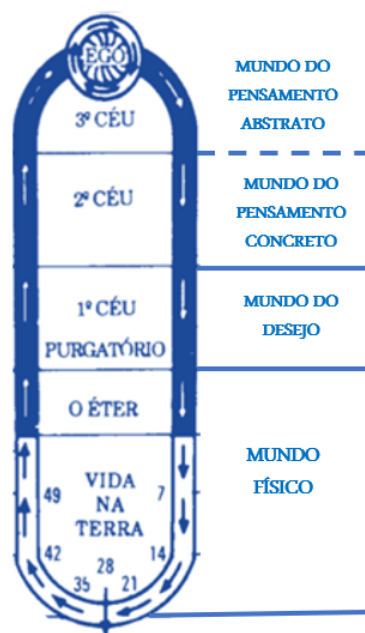 EGO
3º CÉU
2º CÉU
1º CÉU
PURGATÓRIO
O ÉTER
VIDA
NA
TERRA
49
7
42
14
35
28
21
MUNDO DO
PENSAMENTO
ABSTRATO
MUNDO DO
PENSAMENTO
CONCRETO
MUNDO DO
DESEJO
MUNDO
FÍSICO